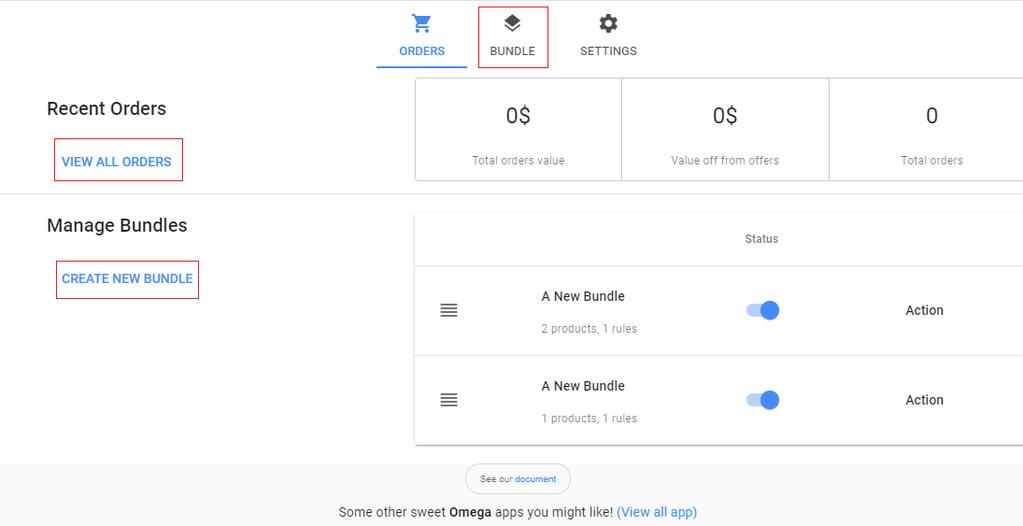 ORDERS
BUNDLE
SETTINGS
Recent Orders
VIEW ALL ORDERS
0$
Total orders value
0$
Value off from offers
0
Total orders
Manage Bundles
CREATE NEW BUNDLE
Status
A New Bundle
2 products, 1 rules
Action
A New Bundle
1 products, 1 rules
Action
See our document
Some other sweet Omega apps you might like! (View all app)